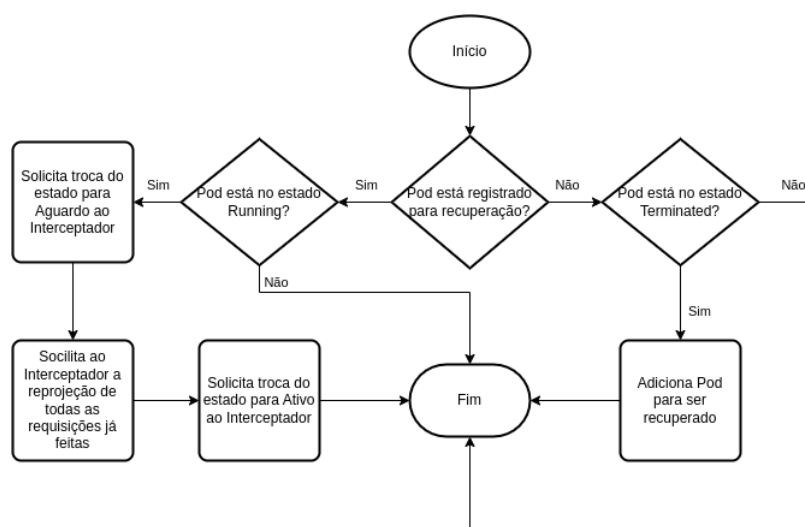 Início
Pod está registrado
para recuperação?
Sim
Não
Pod está no estado
Running?
Sim
Não
Solicita troca do
estado para
Aguardo ao
Interceptador
Socilita ao
Interceptador a
reprojeção de
todas as
requisições já
feitas
Solicita troca do
estado para Ativo
ao Interceptador
Pod está no estado
Terminated?
Não
Sim
Adiciona Pod
para ser
recuperado
Fim